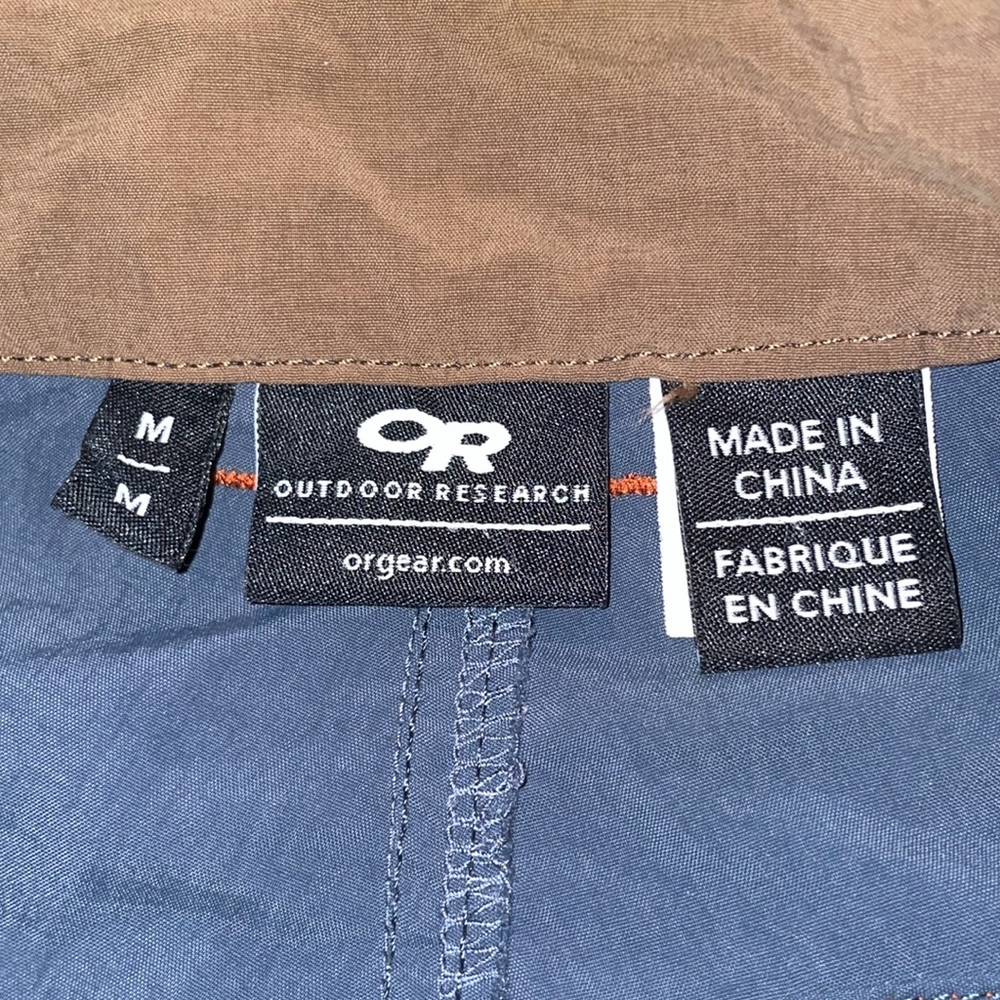 M
M
OR
OUTDOOR RESEARCH
orgear.com
MADE IN
CHINA
FABRIQUE
EN CHINE